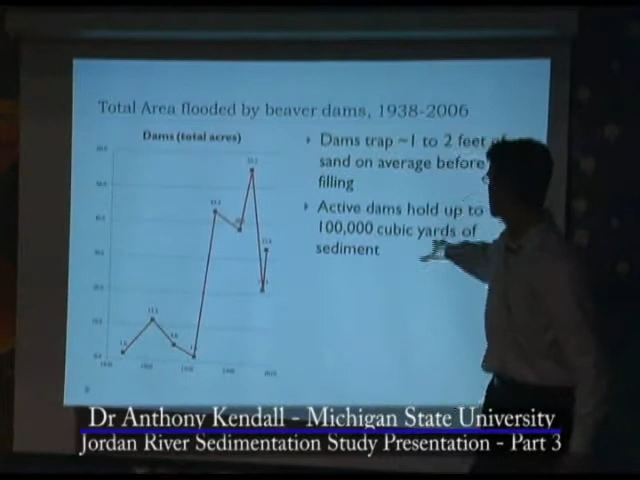 Total Area flooded by beaver dams, 1938-2006
Dams (total acres)
Dams trap ~1 to 2 feet of
sand on average before
filling
Active dams hold up to
100,000 cubic yards of
sediment
Dr Anthony Kendall - Michigan State University
Jordan River Sedimentation Study Presentation - Part 3